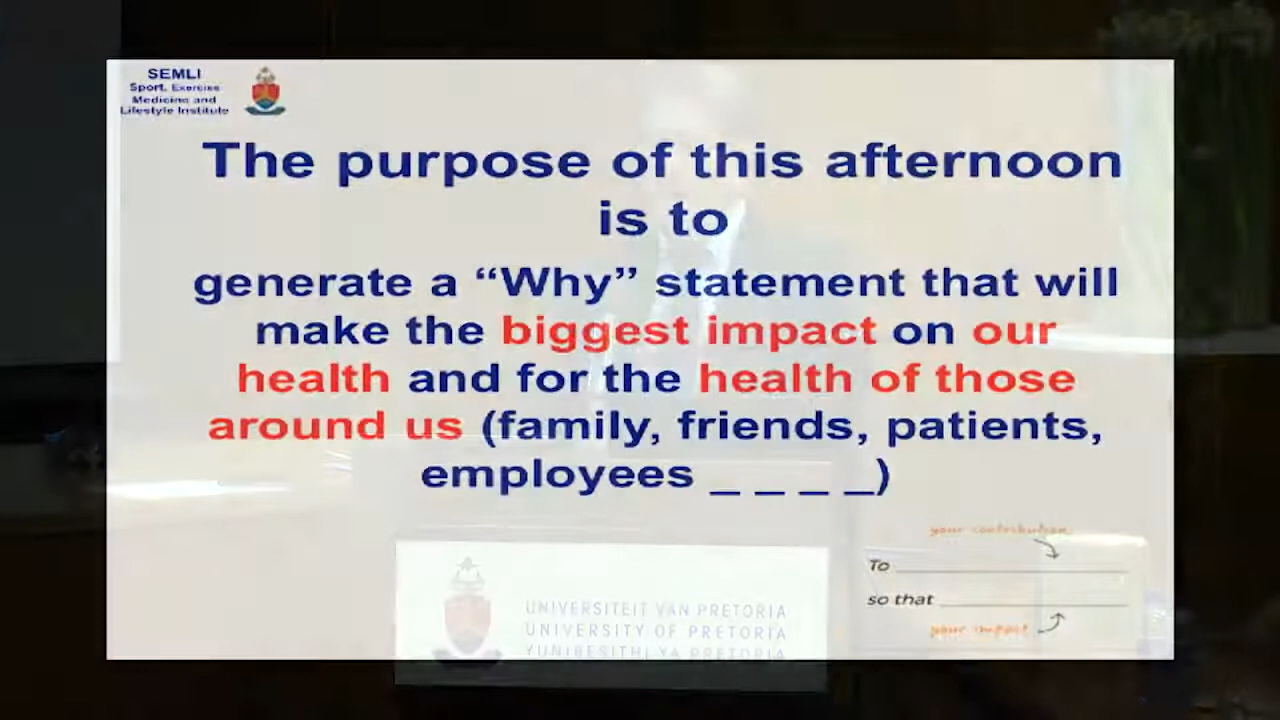 SEMLI
Sport, Exercise
Medicine and
Lifestyle Institute
The purpose of this afternoon
is to
generate a “Why” statement that will
make the biggest impact on our
health and for the health of those
around us (family, friends, patients,
employees _ _ _ _)
your contribution
To
so that
your impact
UNIVERSITEIT VAN PRETORIA
UNIVERSITY OF PRETORIA
YUNIBESITHI YA PRETORIA